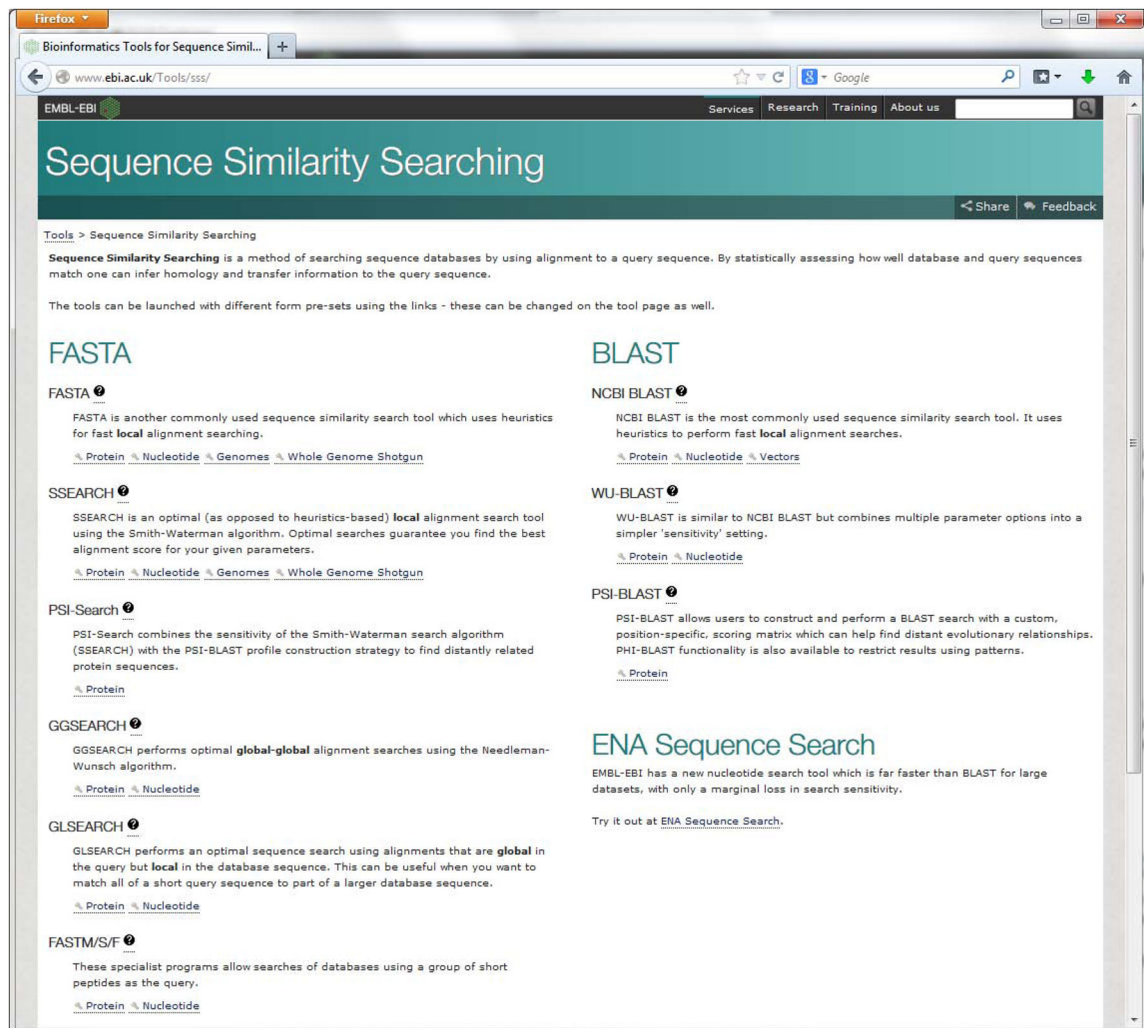 Firefox
Bioinformatics Tools for Sequence Simil...
www.ebi.ac.uk/Tools/sss/
Google
EMBL-EBI
Services Research Training About us
Sequence Similarity Searching
Share Feedback
Tools > Sequence Similarity Searching
Sequence Similarity Searching is a method of searching sequence databases by using alignment to a query sequence. By statistically assessing how well database and query sequences
match one can infer homology and transfer information to the query sequence.
The tools can be launched with different form pre-sets using the links - these can be changed on the tool page as well.
FASTA
FASTA
FASTA is another commonly used sequence similarity search tool which uses heuristics
for fast local alignment searching.
Protein Nucleotide Genomes Whole Genome Shotgun
SSEARCH
SSEARCH is an optimal (as opposed to heuristics-based) local alignment search tool
using the Smith-Waterman algorithm. Optimal searches guarantee you find the best
alignment score for your given parameters.
Protein Nucleotide Genomes Whole Genome Shotgun
PSI-Search
PSI-Search combines the sensitivity of the Smith-Waterman search algorithm
(SSEARCH) with the PSI-BLAST profile construction strategy to find distantly related
protein sequences.
Protein
GGSEARCH
GGSEARCH performs optimal global-global alignment searches using the Needleman-
Wunsch algorithm.
Protein Nucleotide
GLSEARCH
GLSEARCH performs an optimal sequence search using alignments that are global in
the query but local in the database sequence. This can be useful when you want to
match all of a short query sequence to part of a larger database sequence.
Protein Nucleotide
FASTM/S/F
These specialist programs allow searches of databases using a group of short
peptides as the query.
Protein Nucleotide
BLAST
NCBI BLAST
NCBI BLAST is the most commonly used sequence similarity search tool. It uses
heuristics to perform fast local alignment searches.
Protein Nucleotide Vectors
WU-BLAST
WU-BLAST is similar to NCBI BLAST but combines multiple parameter options into a
simpler 'sensitivity' setting.
Protein Nucleotide
PSI-BLAST
PSI-BLAST allows users to construct and perform a BLAST search with a custom,
position-specific, scoring matrix which can help find distant evolutionary relationships.
PHI-BLAST functionality is also available to restrict results using patterns.
Protein
ENA Sequence Search
EMBL-EBI has a new nucleotide search tool which is far faster than BLAST for large
datasets, with only a marginal loss in search sensitivity.
Try it out at ENA Sequence Search.